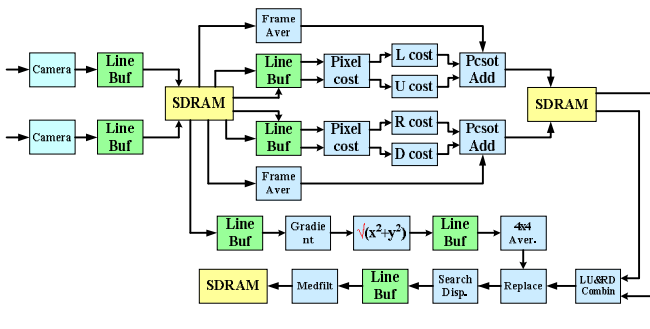 Frame
Aver
Camera
Line
Buf
SDRAM
Line
Buf
Pixel
cost
L cost
U cost
Pcsot
Add
SDRAM
Camera
Line
Buf
Line
Buf
Pixel
cost
R cost
D cost
Pcsot
Add
Frame
Aver
Line
Buf
Gradie
nt
√(x²+y²)
Line
Buf
4x4
Aver.
SDRAM
Medfilt
Line
Buf
Search
Disp.
Replace
LU&RD
Combin